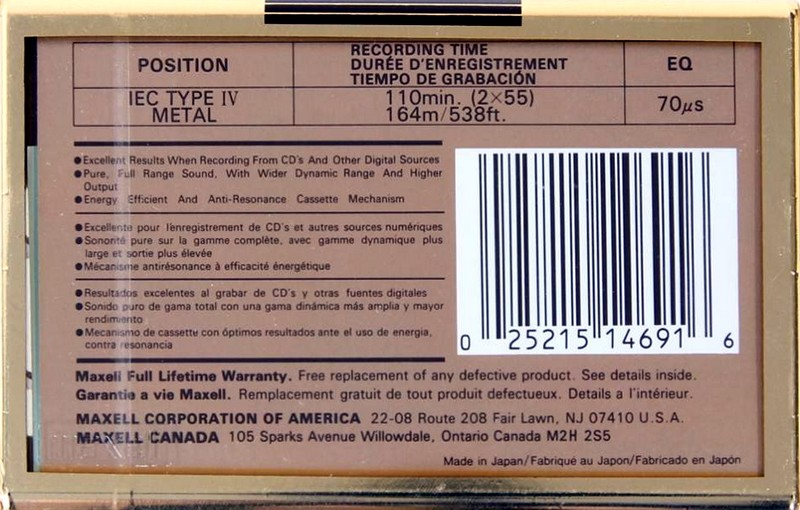 POSITION
RECORDING TIME
DURÉE D'ENREGISTREMENT
TIEMPO DE GRABACIÓN
EQ
IEC TYPE IV
METAL
110min. (2×55)
164m/538ft.
70µs
●Excellent Results When Recording From CD's And Other Digital Sources
●Pure, Full Range Sound, With Wider Dynamic Range And Higher
Output
●Energy Efficient And Anti-Resonance Cassette Mechanism
●Excellente pour l'enregistrement de CD's et autres sources numériques
●Sonorité pure sur la gamme complète, avec gamme dynamique plus
large et sortie plus élevée
●Mécanisme antirésonance à efficacité énergétique
●Resultados excelentes al grabar de CD's y otras fuentes digitales
●Sonido puro de gama total con una gama dinámica más amplia y mayor
rendimiento
●Mecanismo de cassette con óptimos resultados ante el uso de energia,
contra resonancia
0 25215 14691 6
Maxell Full Lifetime Warranty. Free replacement of any defective product. See details inside.
Garantie a vie Maxell. Remplacement gratuit de tout produit defectueux. Details a l'intérieur.
MAXELL CORPORATION OF AMERICA 22-08 Route 208 Fair Lawn, NJ 07410 U.S.A.
MAXELL CANADA 105 Sparks Avenue Willowdale, Ontario Canada M2H 2S5
Made in Japan/Fabriqué au Japon/Fabricado en Japón